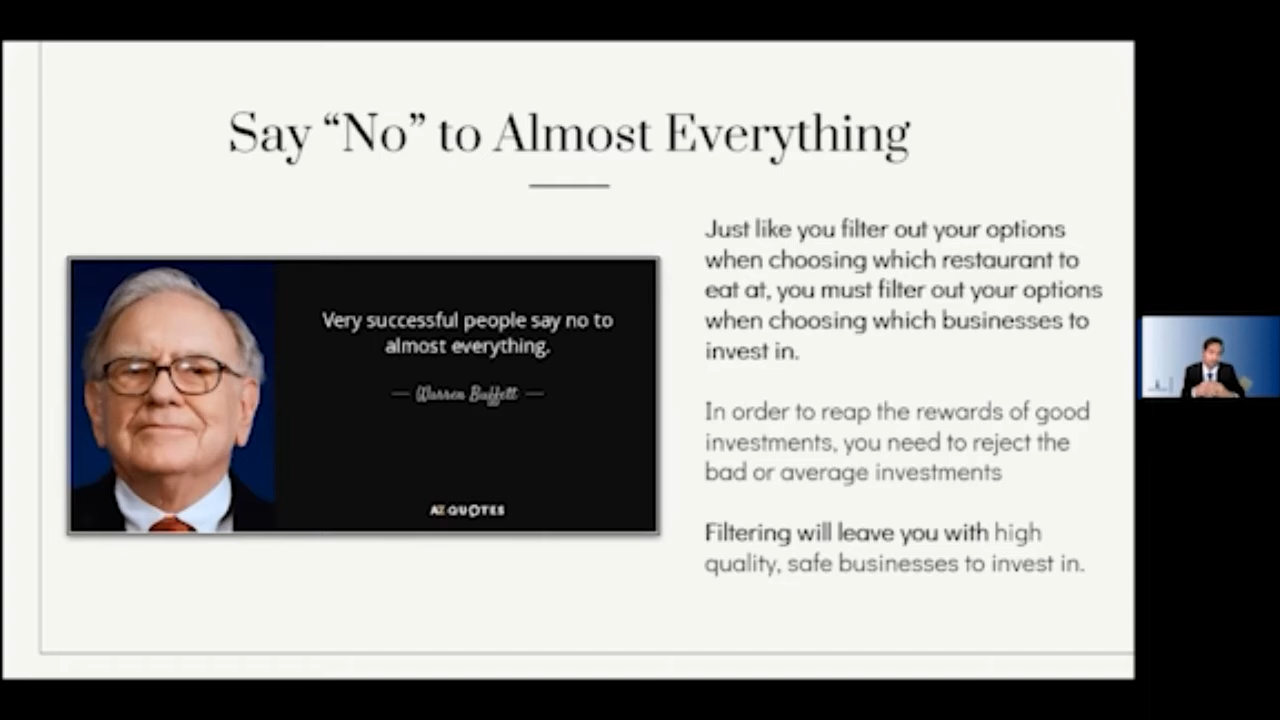 Say “No” to Almost Everything
Very successful people say no to
almost everything.
— Warren Buffett —
AZ QUOTES
Just like you filter out your options
when choosing which restaurant to
eat at, you must filter out your options
when choosing which businesses to
invest in.
In order to reap the rewards of good
investments, you need to reject the
bad or average investments
Filtering will leave you with high
quality, safe businesses to invest in.